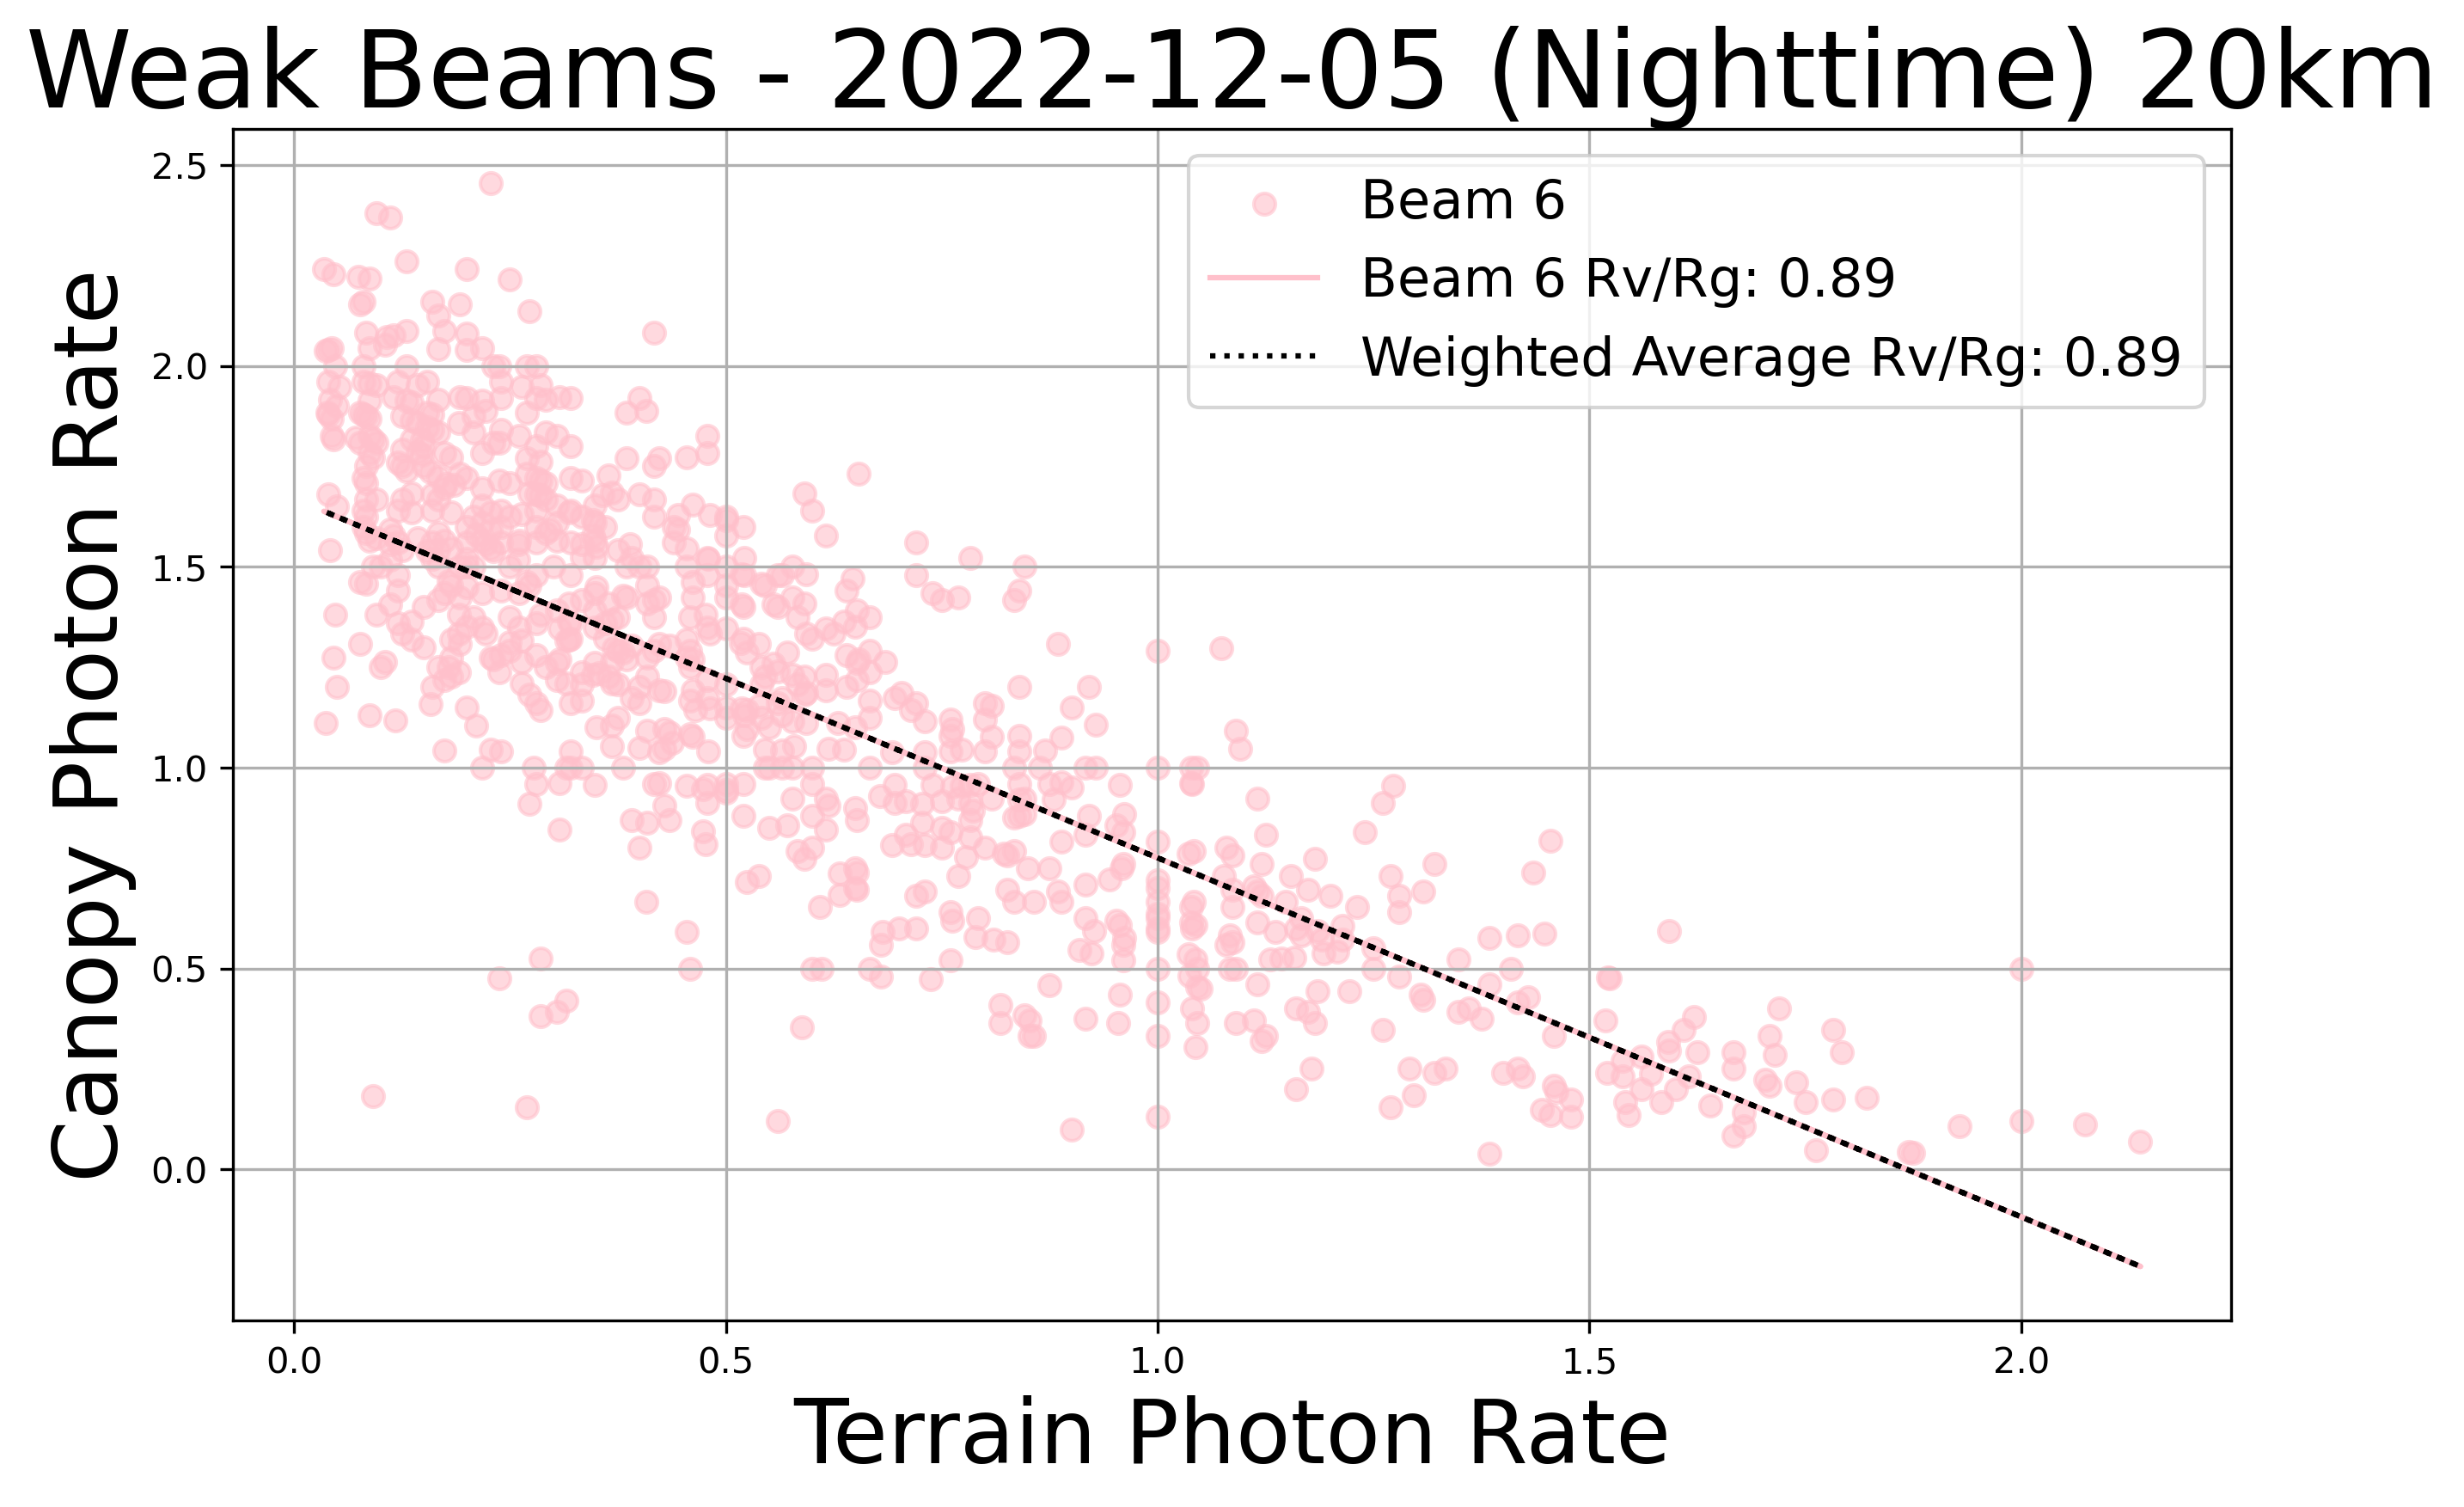 Weak Beams - 2022-12-05 (Nighttime) 20km
2.5
2.0
1.5
1.0
0.5
0.0
Canopy Photon Rate
Beam 6
Beam 6 Rv/Rg: 0.89
Weighted Average Rv/Rg: 0.89
0.0 0.5 1.0 1.5 2.0
Terrain Photon Rate